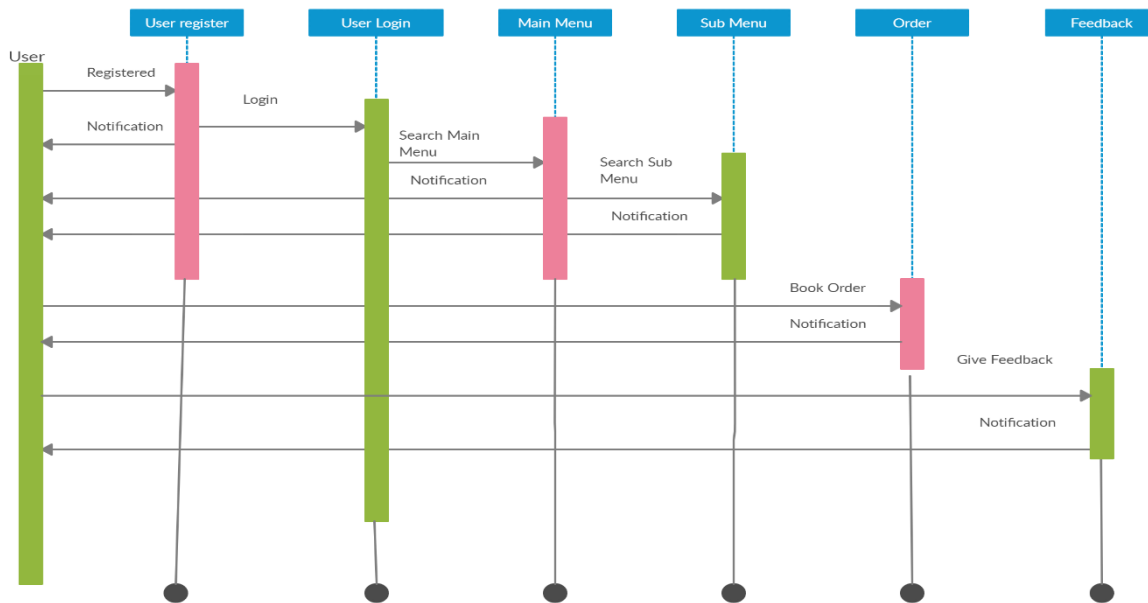 User register
User Login
Main Menu
Sub Menu
Order
Feedback
User
Registered
Login
Notification
Search Main
Menu
Search Sub
Menu
Notification
Notification
Book Order
Notification
Give Feedback
Notification